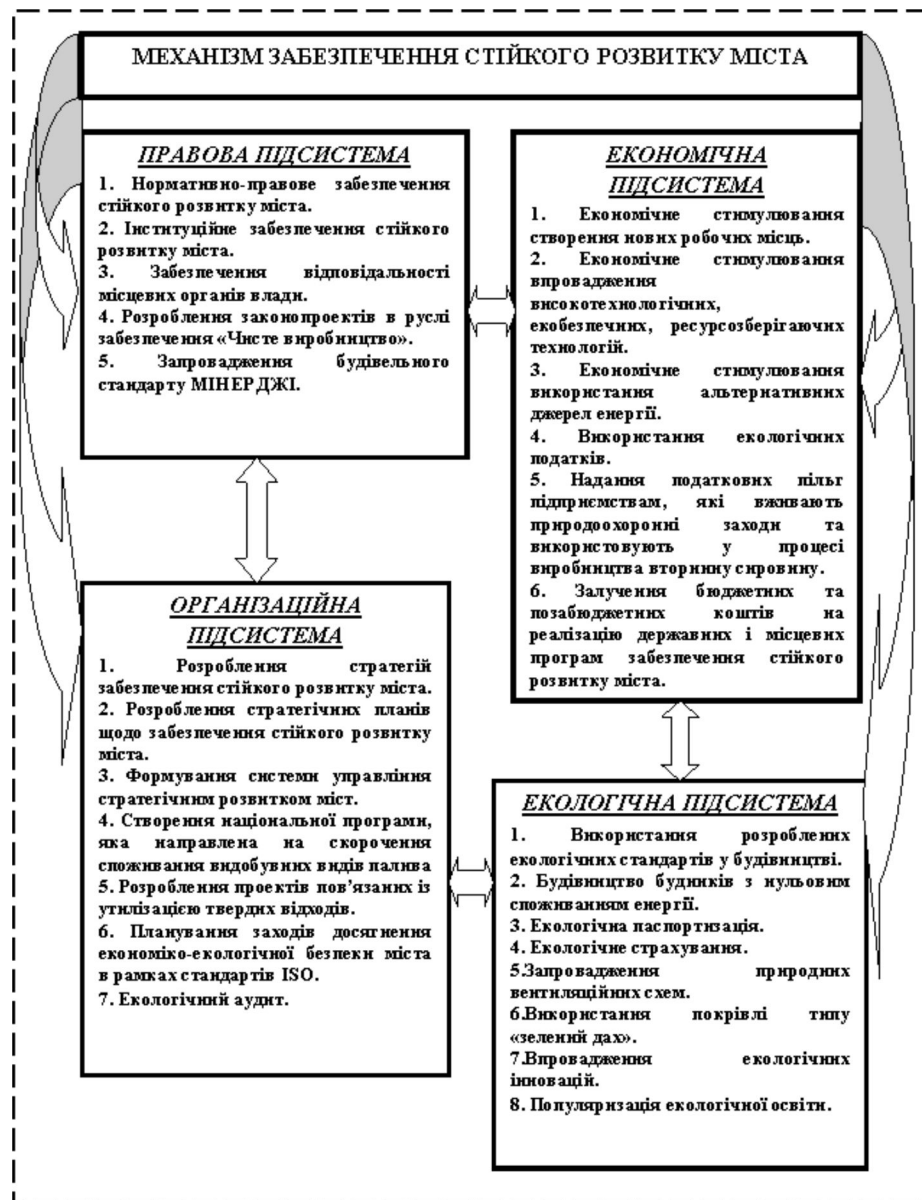 МЕХАНІЗМ ЗАБЕЗПЕЧЕННЯ СТІЙКОГО РОЗВИТКУ МІСТА
ПРАВОВА ПІДСИСТЕМА
1. Нормативно-правове забезпечення
стійкого розвитку міста.
2. Інституційне забезпечення стійкого
розвитку міста.
3. Забезпечення відповідальності
місцевих органів влади.
4. Розроблення законопроектів в руслі
забезпечення «Чисте виробництво».
5. Запровадження будівельного
стандарту МІНЕРДЖІ.
ЕКОНОМІЧНА
ПІДСИСТЕМА
1. Економічне стимулювання
створення нових робочих місць.
2. Економічне стимулювання
впровадження
високотехнологічних,
екобезпечних, ресурсозберігаючих
технологій.
3. Економічне стимулювання
використання альтернативних
джерел енергії.
4. Використання екологічних
податків.
5. Надання податкових пільг
підприємствам, які вживають
природоохоронні заходи та
використовують у процесі
виробництва вторинну сировину.
6. Залучення бюджетних та
позабюджетних коштів на
реалізацію державних і місцевих
програм забезпечення стійкого
розвитку міста.
ОРГАНІЗАЦІЙНА
ПІДСИСТЕМА
1. Розроблення стратегій
забезпечення стійкого розвитку міста.
2. Розроблення стратегічних планів
щодо забезпечення стійкого розвитку
міста.
3. Формування системи управління
стратегічним розвитком міст.
4. Створення національної програми,
яка направлена на скорочення
споживання видобувних видів палива
5. Розроблення проектів пов’язаних із
утилізацією твердих відходів.
6. Планування заходів досягнення
економіко-екологічної безпеки міста
в рамках стандартів ISO.
7. Екологічний аудит.
ЕКОЛОГІЧНА ПІДСИСТЕМА
1. Використання розроблених
екологічних стандартів у будівництві.
2. Будівництво будинків з нульовим
споживанням енергії.
3. Екологічна паспортизація.
4. Екологічне страхування.
5.Запровадження природних
вентиляційних схем.
6.Використання покрівлі типу
«зелений дах».
7.Впровадження екологічних
інновацій.
8. Популяризація екологічної освіти.